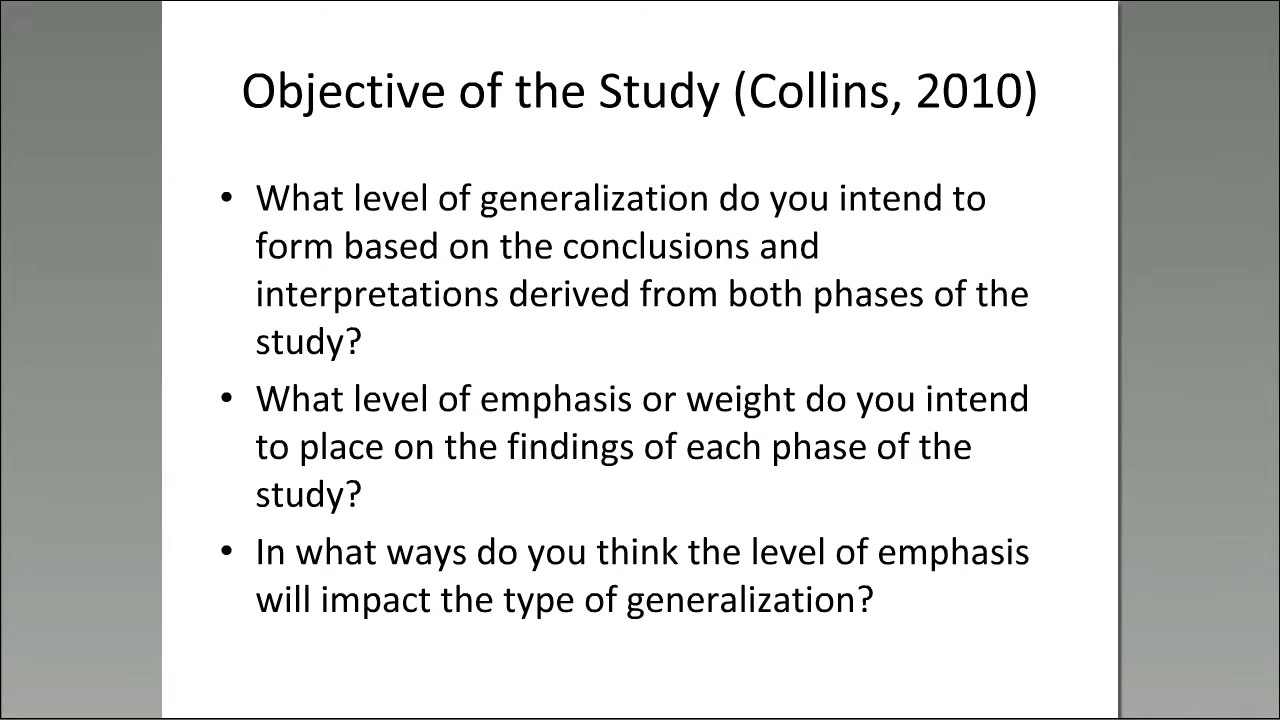 Objective of the Study (Collins, 2010)
• What level of generalization do you intend to
form based on the conclusions and
interpretations derived from both phases of the
study?
• What level of emphasis or weight do you intend
to place on the findings of each phase of the
study?
• In what ways do you think the level of emphasis
will impact the type of generalization?